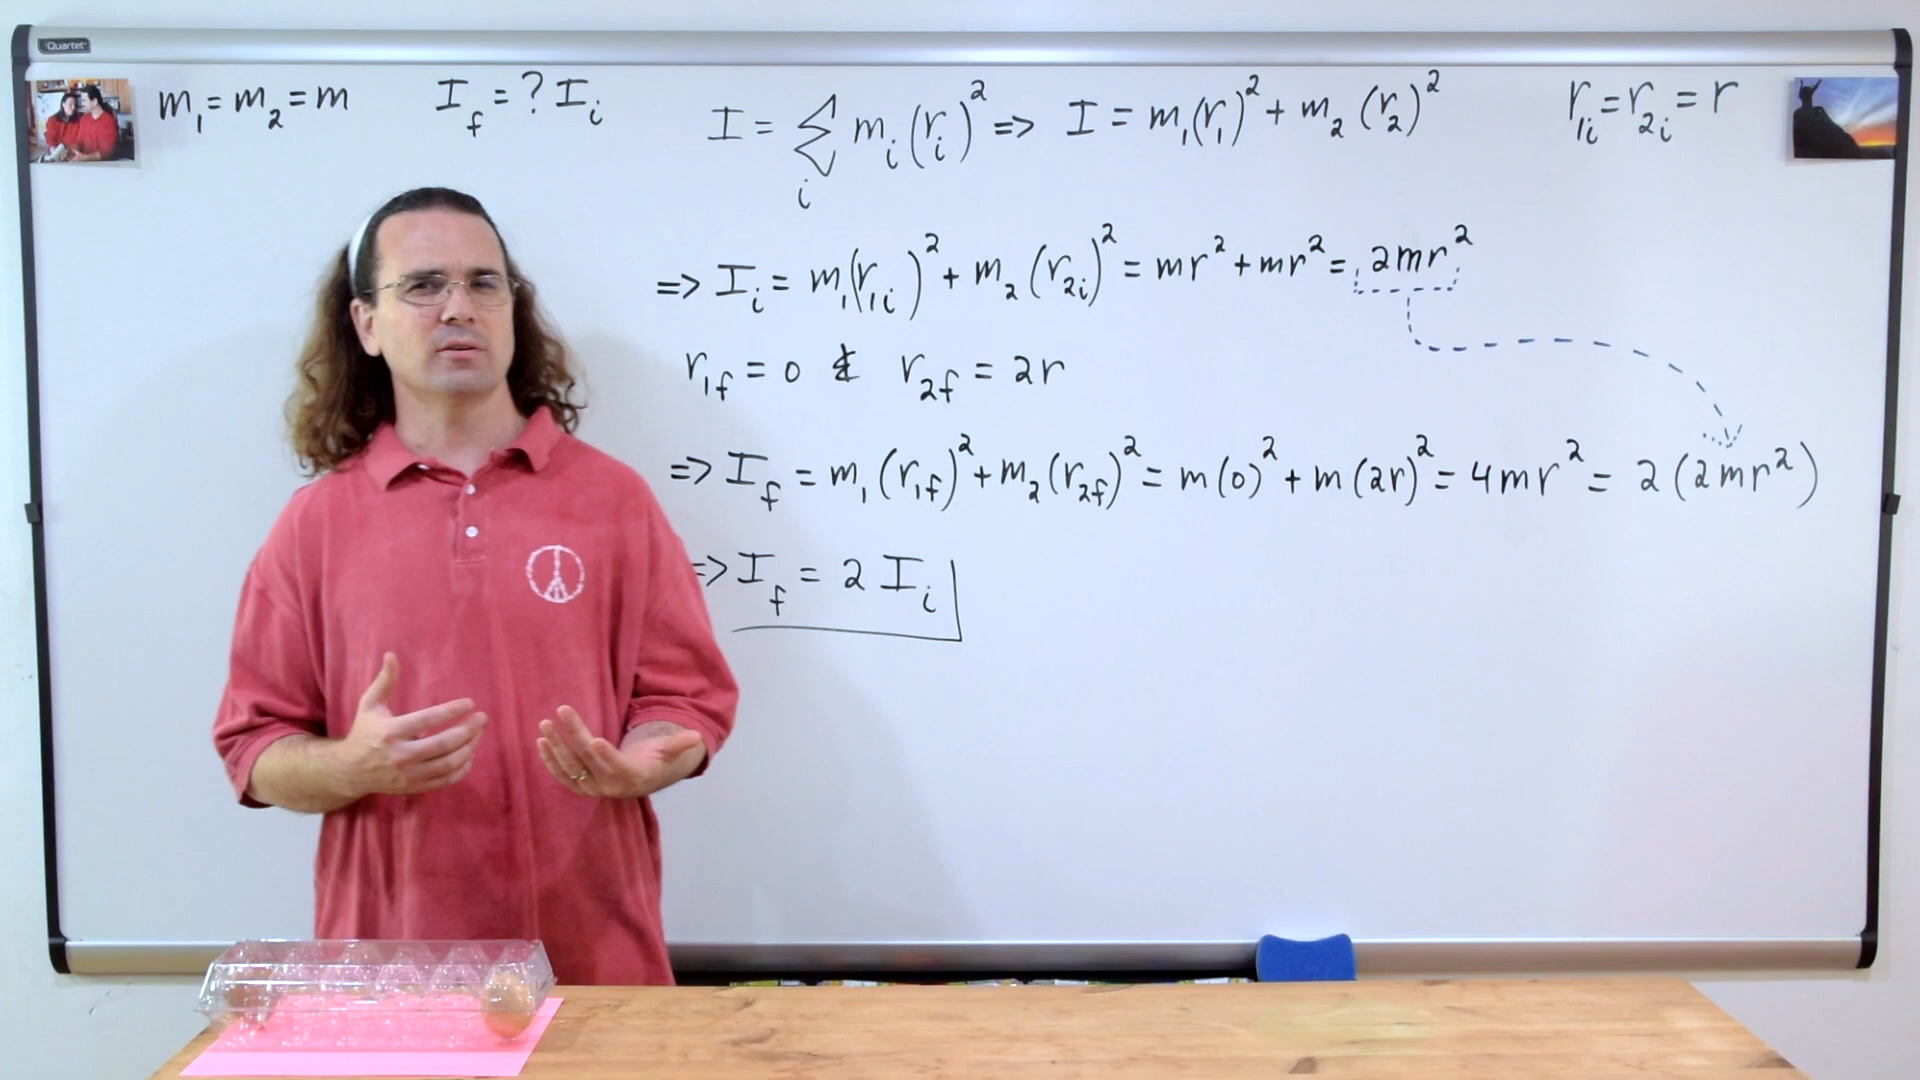 Quartet
m₁ = m₂ = m
I_f = ? I_i
I = Σ_i m_i (r_i)² => I = m₁(r₁)² + m₂(r₂)²
r_1i = r_2i = r
=> I_i = m₁(r_1i)² + m₂(r_2i)² = mr² + mr² = 2mr²
r_1f = 0 & r_2f = 2r
=> I_f = m₁(r_1f)² + m₂(r_2f)² = m(0)² + m(2r)² = 4mr² = 2(2mr²)
=> I_f = 2 I_i